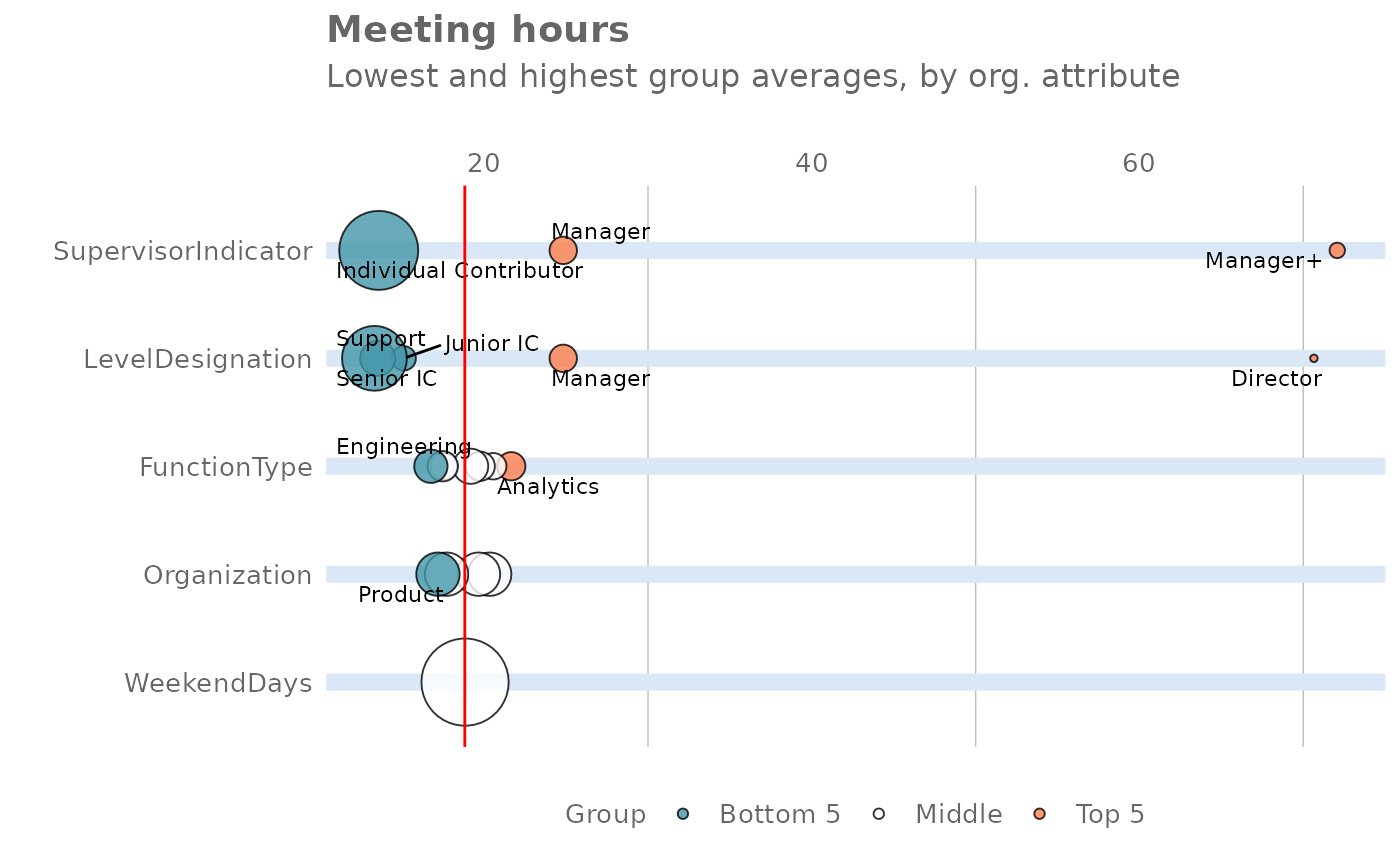 Meeting hours
Lowest and highest group averages, by org. attribute
20 40 60
SupervisorIndicator
Manager
Individual Contributor
Manager+
LevelDesignation
Support
Junior IC
Senior IC
Manager
Director
FunctionType
Engineering
Analytics
Organization
Product
WeekendDays
Group Bottom 5 Middle Top 5